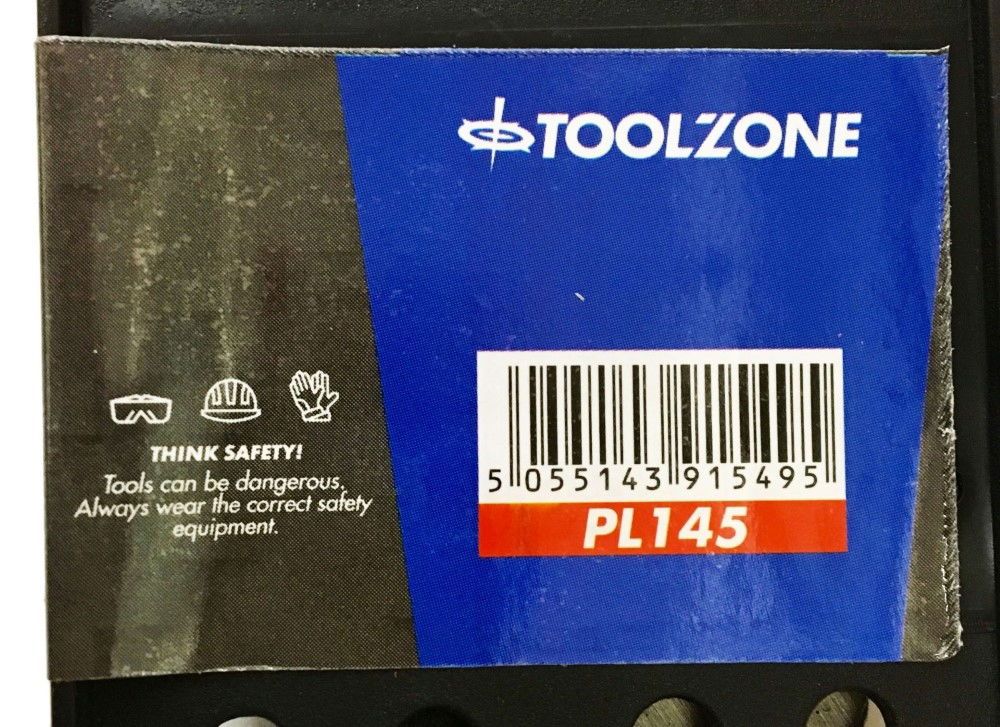 TOOLZONE
THINK SAFETY!
Tools can be dangerous.
Always wear the correct safety
equipment.
5 055143 915495
PL145